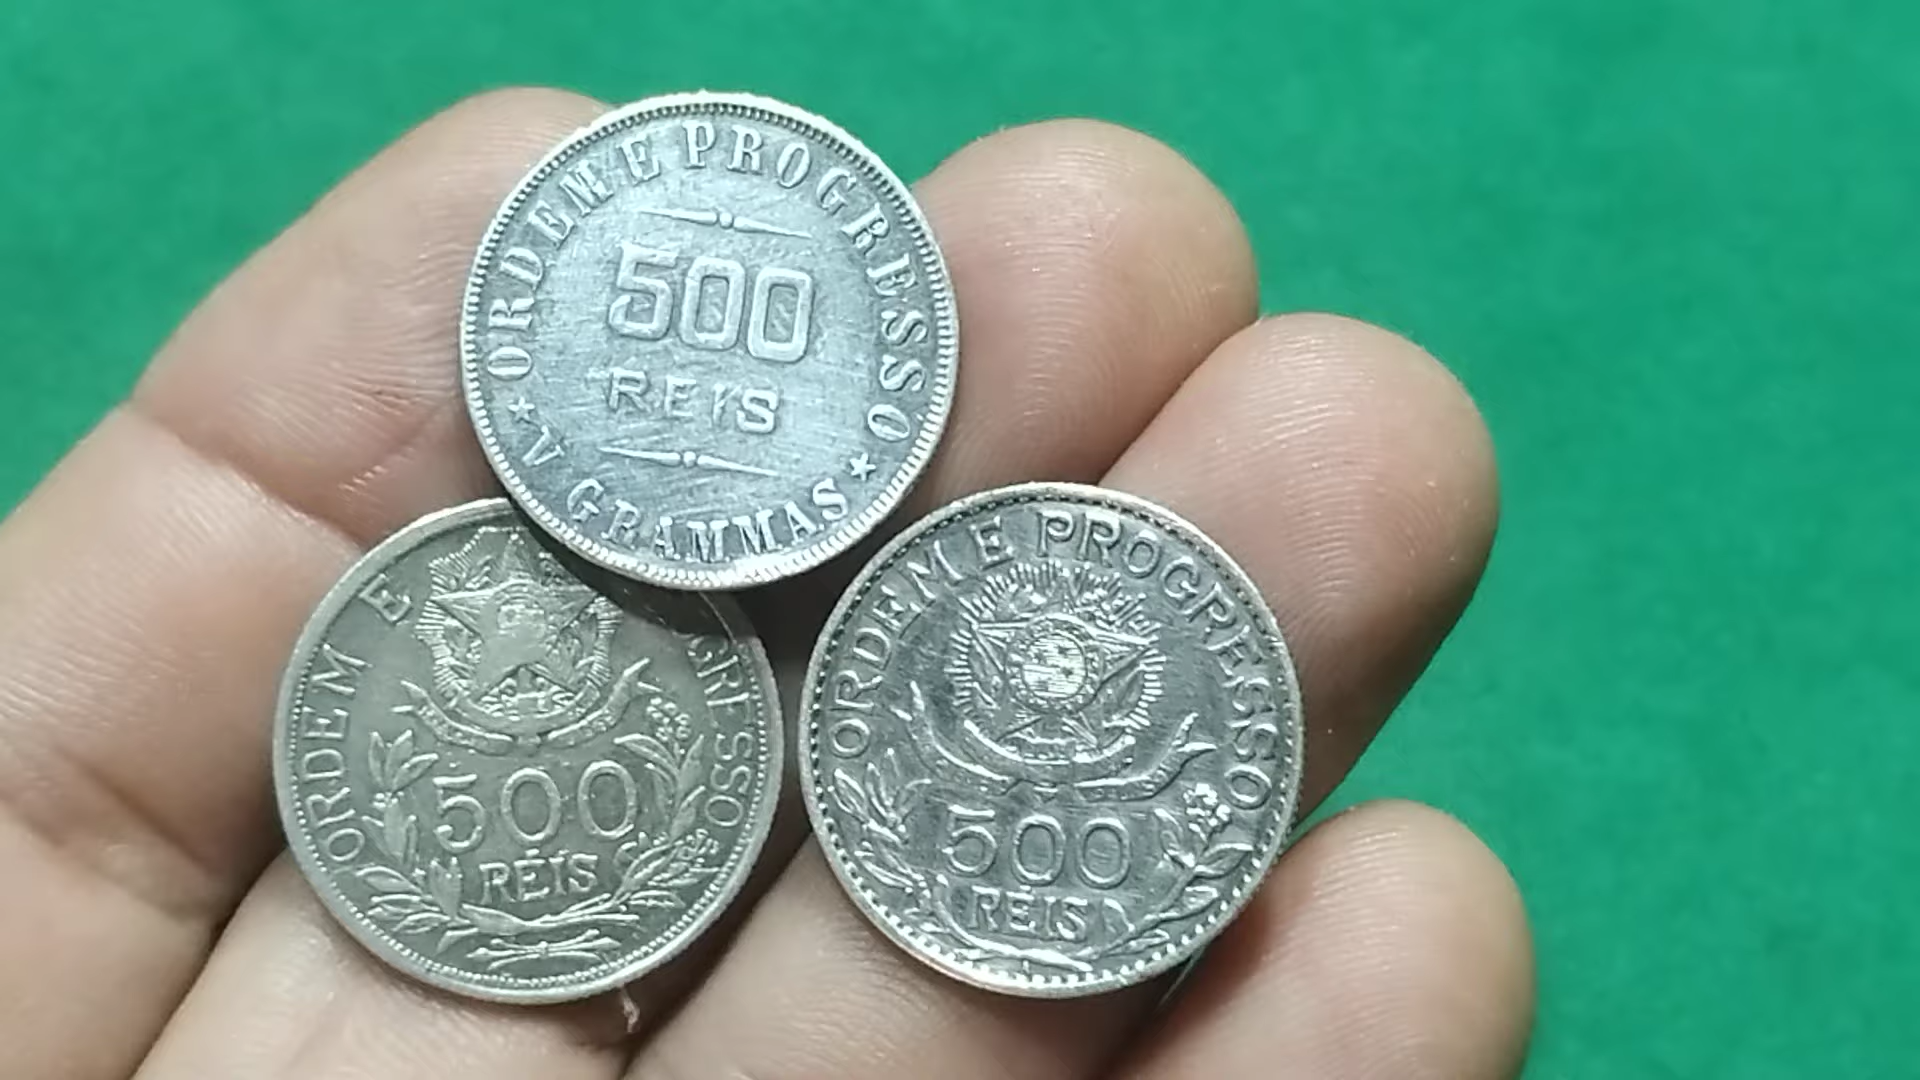 ORDEM E PROGRESSO
500
REIS
★ V GRAMMAS ★
ORDEM E GRESSO
500
RÉIS
ORDEM E PROGRESSO
500
RÉIS